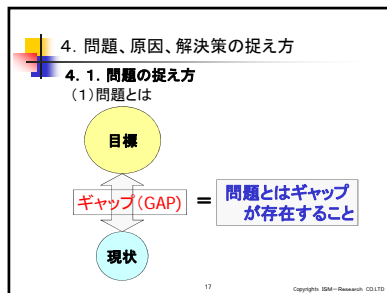 4. 問題、原因、解決策の捉え方
4. 1. 問題の捉え方
(1)問題とは
目標
ギャップ(GAP)
=
問題とはギャップ
が存在すること
現状
17
Copyrights ISM－Research CO.LTD